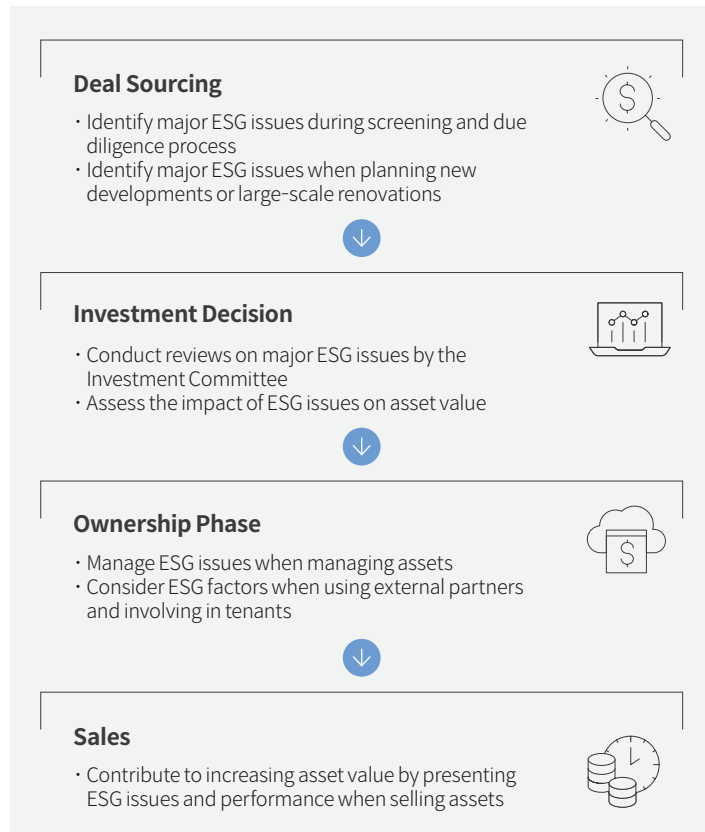 Deal Sourcing
· Identify major ESG issues during screening and due
diligence process
· Identify major ESG issues when planning new
developments or large-scale renovations
Investment Decision
· Conduct reviews on major ESG issues by the
Investment Committee
· Assess the impact of ESG issues on asset value
Ownership Phase
· Manage ESG issues when managing assets
· Consider ESG factors when using external partners
and involving in tenants
Sales
· Contribute to increasing asset value by presenting
ESG issues and performance when selling assets